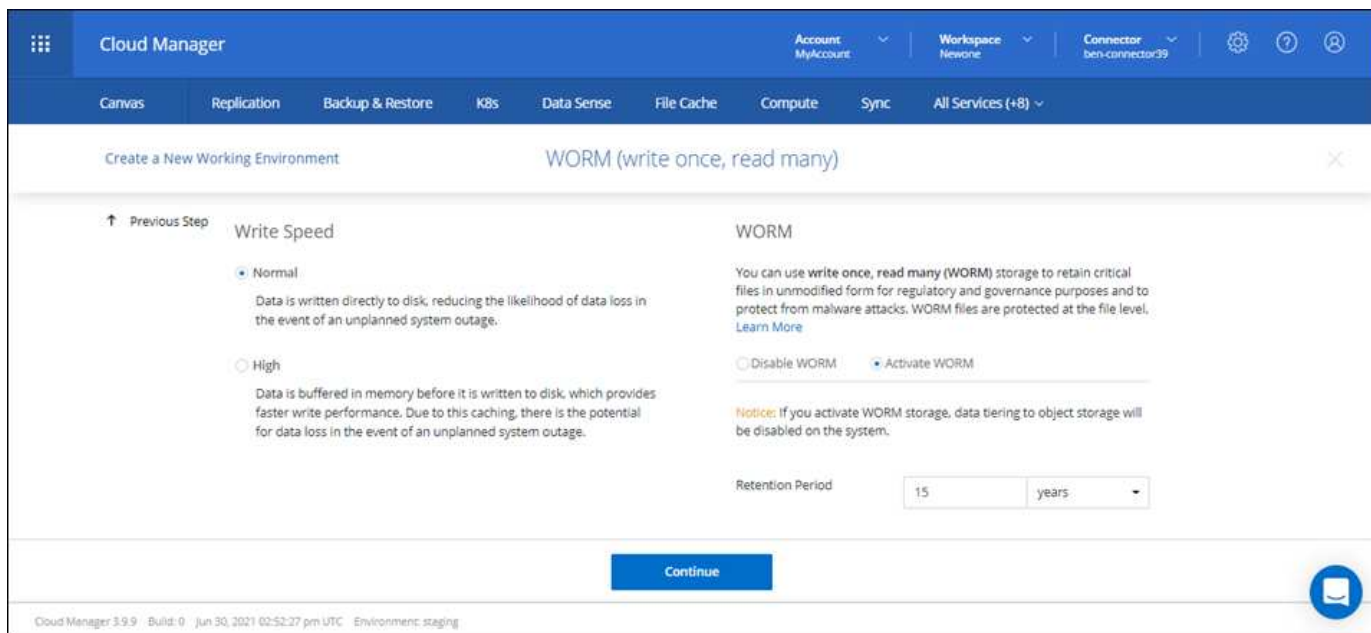 Cloud Manager
Account
MyAccount
Workspace
Newone
Connector
ben-connector39
Canvas
Replication
Backup & Restore
K8s
Data Sense
File Cache
Compute
Sync
All Services (+8)
Create a New Working Environment
WORM (write once, read many)
↑ Previous Step
Write Speed
Normal
Data is written directly to disk, reducing the likelihood of data loss in
the event of an unplanned system outage.
High
Data is buffered in memory before it is written to disk, which provides
faster write performance. Due to this caching, there is the potential
for data loss in the event of an unplanned system outage.
WORM
You can use write once, read many (WORM) storage to retain critical
files in unmodified form for regulatory and governance purposes and to
protect from malware attacks. WORM files are protected at the file level.
Learn More
Disable WORM
Activate WORM
Notice: If you activate WORM storage, data tiering to object storage will
be disabled on the system.
Retention Period
15
years
Continue
Cloud Manager 3.9.9 Build: 0 Jun 30, 2021 02:52:27 pm UTC Environment: staging